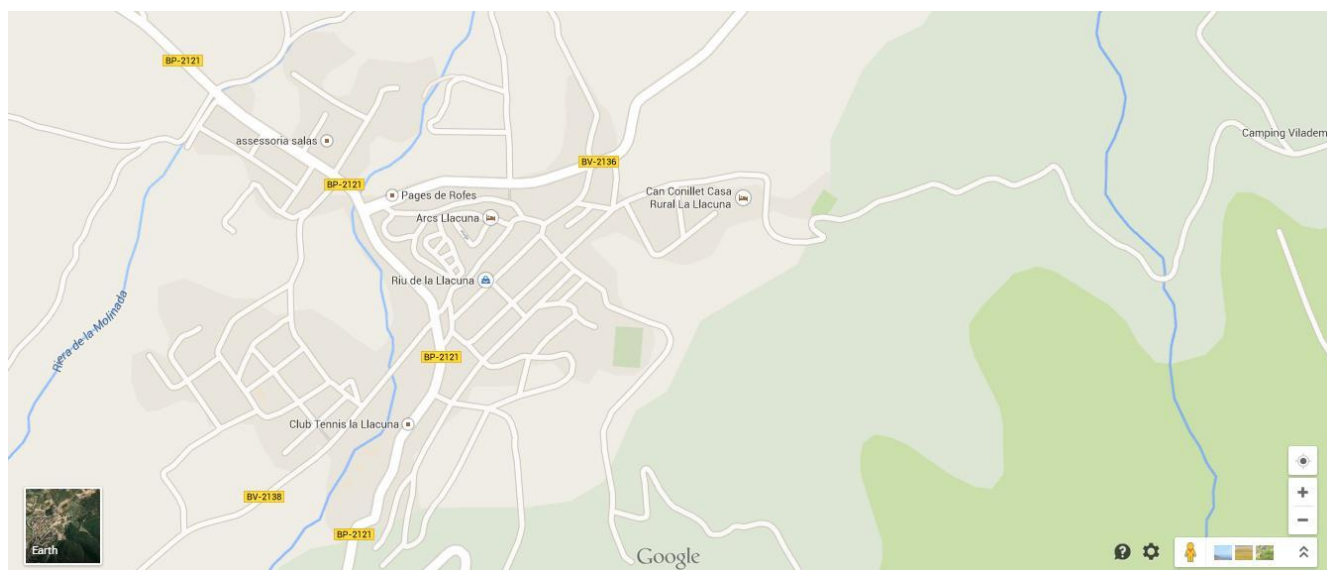 BP-2121
assessoria salas
BV-2136
Camping Viladem
BP-2121
Pages de Rofes
Can Conillet Casa
Rural La Llacuna
Arcs Llacuna
Riu de la Llacuna
Riera de la Molinada
BP-2121
Club Tennis la Llacuna
BV-2138
BP-2121
Earth
Google